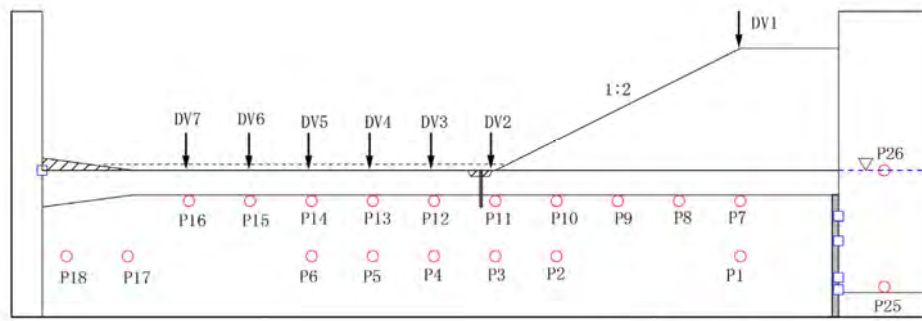 DV1
1:2
DV7 DV6 DV5 DV4 DV3 DV2
P26
P16 P15 P14 P13 P12 P11 P10 P9 P8 P7
P18 P17 P6 P5 P4 P3 P2 P1
P25